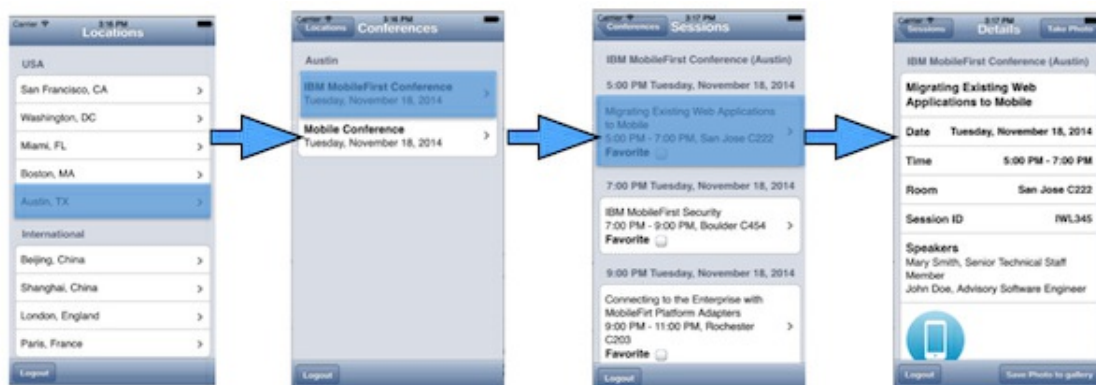 Carrier 3:16 PM
Locations
USA
San Francisco, CA
Washington, DC
Miami, FL
Boston, MA
Austin, TX
International
Beijing, China
Shanghai, China
London, England
Paris, France
Logout
Carrier 3:16 PM
Locations Conferences
Austin
IBM MobileFirst Conference
Tuesday, November 18, 2014
Mobile Conference
Tuesday, November 18, 2014
Logout
Carrier 3:17 PM
Conferences Sessions
IBM MobileFirst Conference (Austin)
5:00 PM Tuesday, November 18, 2014
Migrating Existing Web Applications
to Mobile
5:00 PM - 7:00 PM, San Jose C222
Favorite
7:00 PM Tuesday, November 18, 2014
IBM MobileFirst Security
7:00 PM - 9:00 PM, Boulder C454
Favorite
9:00 PM Tuesday, November 18, 2014
Connecting to the Enterprise with
MobileFirt Platform Adapters
9:00 PM - 11:00 PM, Rochester
C203
Favorite
Logout
Carrier 3:17 PM
Sessions Details Take Photo
IBM MobileFirst Conference (Austin)
Migrating Existing Web
Applications to Mobile
Date Tuesday, November 18, 2014
Time 5:00 PM - 7:00 PM
Room San Jose C222
Session ID IWL345
Speakers
Mary Smith, Senior Technical Staff
Member
John Doe, Advisory Software Engineer
Logout Save Photo to gallery